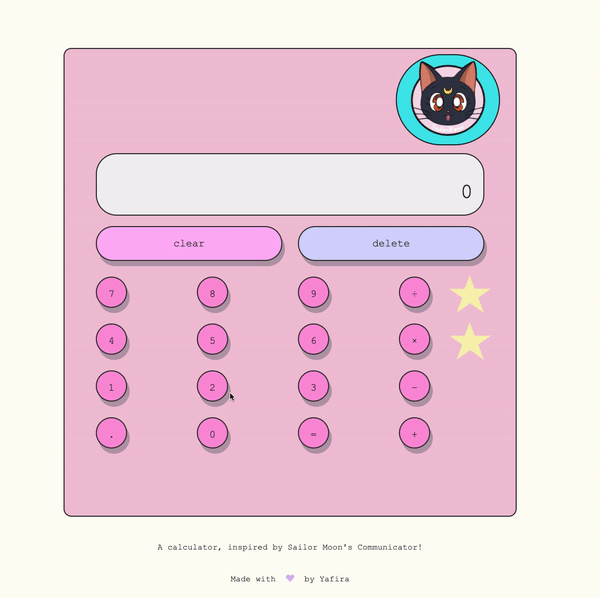 0
clear delete
7 8 9 ÷
4 5 6 ×
1 2 3 −
. 0 = +
A calculator, inspired by Sailor Moon's Communicator!
Made with 💜 by Yafira